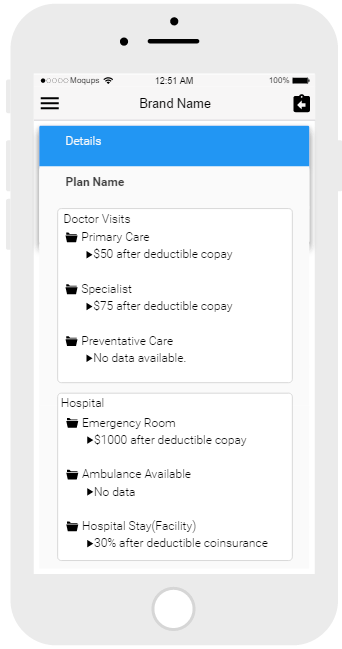 Moqups 12:51 AM 100%
Brand Name
Details
Plan Name
Doctor Visits
Primary Care
$50 after deductible copay
Specialist
$75 after deductible copay
Preventative Care
No data available.
Hospital
Emergency Room
$1000 after deductible copay
Ambulance Available
No data
Hospital Stay(Facility)
30% after deductible coinsurance